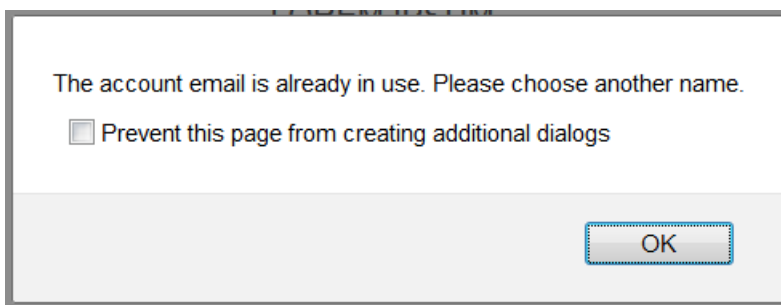 The account email is already in use. Please choose another name.
Prevent this page from creating additional dialogs
OK